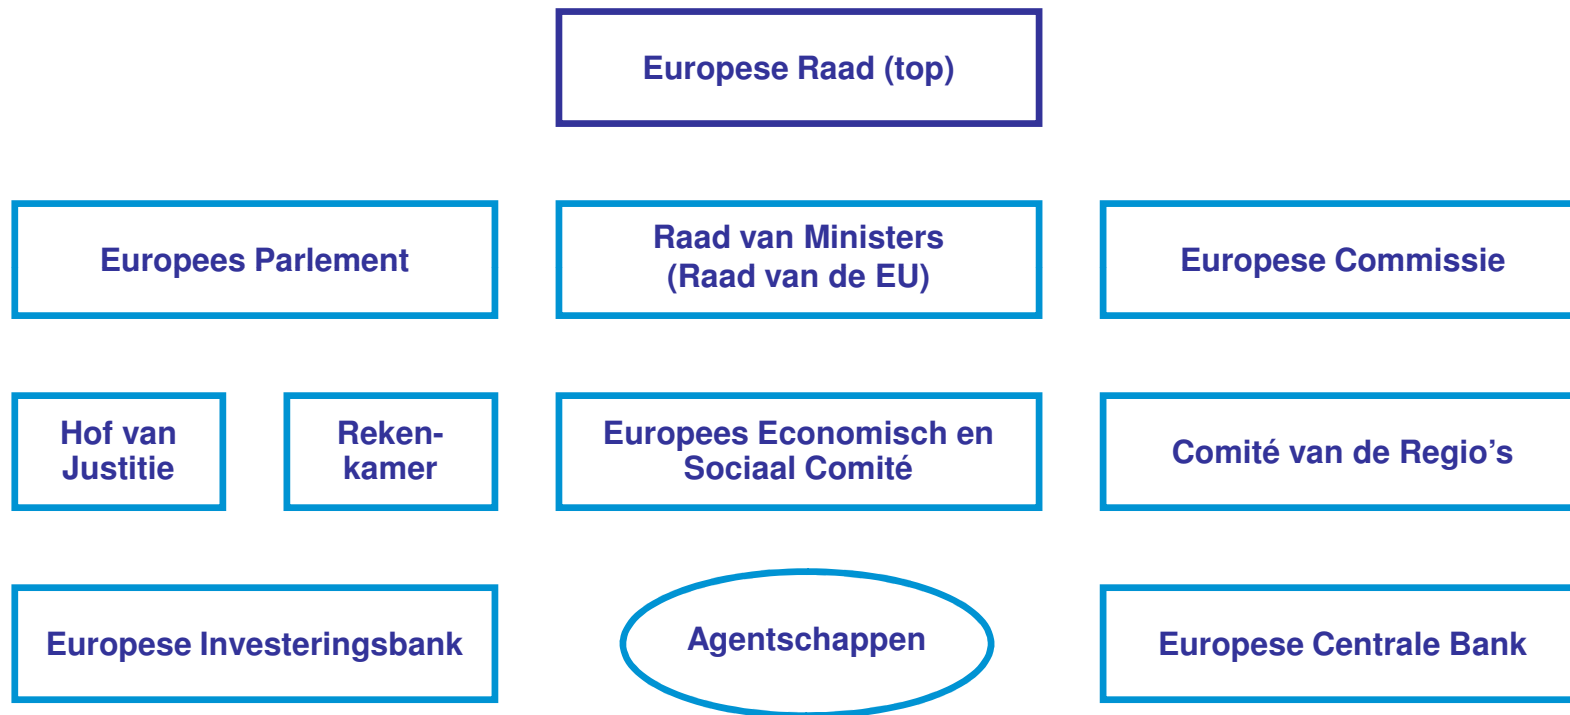 Europese Raad (top)
Europees Parlement
Raad van Ministers
(Raad van de EU)
Europese Commissie
Hof van
Justitie
Reken-
kamer
Europees Economisch en
Sociaal Comité
Comité van de Regio’s
Europese Investeringsbank
Agentschappen
Europese Centrale Bank